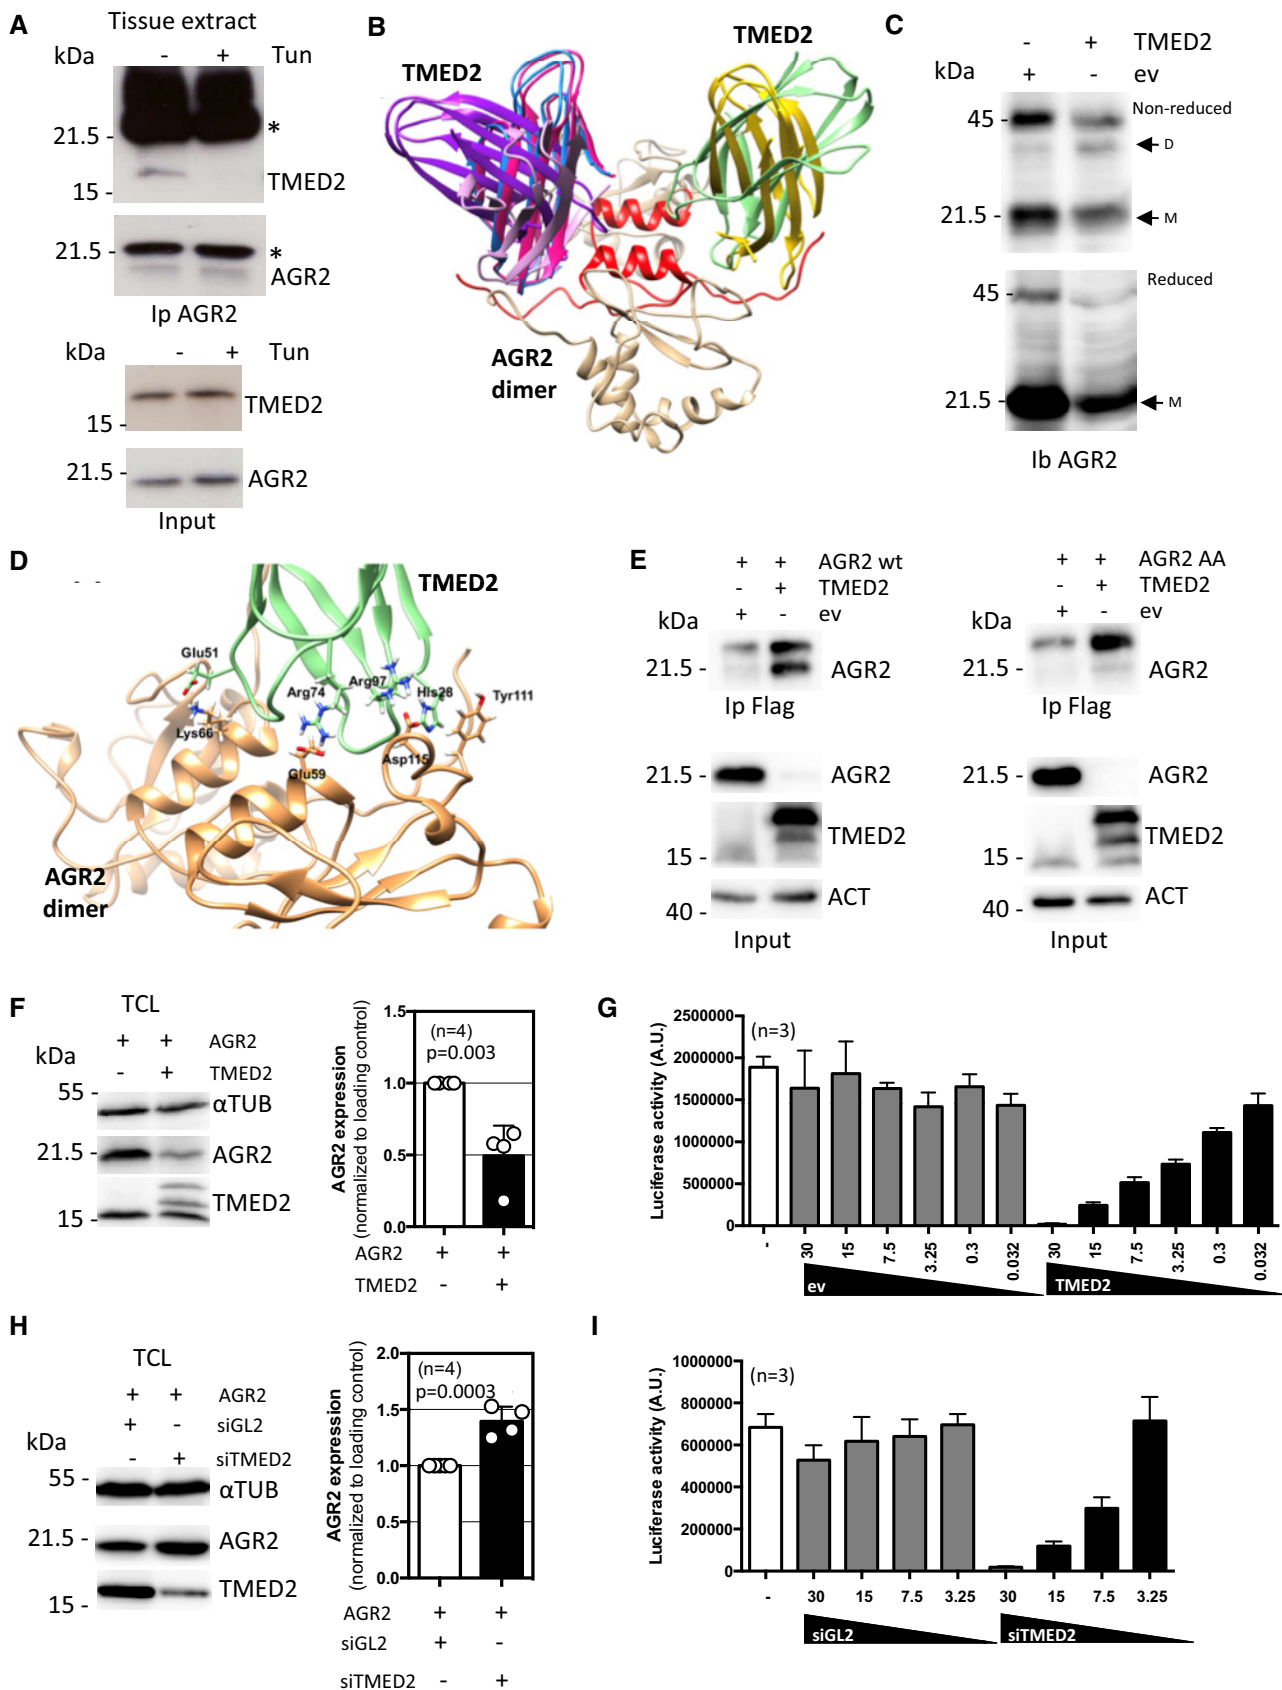 A
Tissue extract
kDa - + Tun
21.5 - *
TMED2
15 -
21.5 - *
AGR2
Ip AGR2
kDa - + Tun
TMED2
15 -
21.5 - AGR2
Input
B
TMED2
TMED2
AGR2
dimer
C
- + TMED2
kDa + - ev
Non-reduced
45 -
D
21.5 - M
Reduced
45 -
21.5 - M
Ib AGR2
D
- -
TMED2
Glu51
Arg74
Arg97
His28
Tyr111
Lys66
Glu59
Asp115
AGR2
dimer
E
+ + AGR2 wt
- + TMED2
kDa + - ev
21.5 - AGR2
Ip Flag
21.5 - AGR2
TMED2
15 -
ACT
40 -
Input
+ + AGR2 AA
- + TMED2
kDa + - ev
21.5 - AGR2
Ip Flag
21.5 - AGR2
TMED2
15 -
ACT
40 -
Input
F
TCL
+ + AGR2
kDa
- + TMED2
55 -
αTUB
21.5 - AGR2
TMED2
15 -
AGR2 expression
(normalized to loading control)
1.5
1.0
0.5
0.0
(n=4)
p=0.003
AGR2 + +
TMED2 - +
G
Luciferase activity (A.U.)
2500000
2000000
1500000
1000000
500000
0
(n=3)
- 30 15 7.5 3.25 0.3 0.032 30 15 7.5 3.25 0.3 0.032
ev TMED2
H
TCL
+ + AGR2
+ - siGL2
kDa - + siTMED2
55 - αTUB
21.5 - AGR2
TMED2
15 -
AGR2 expression
(normalized to loading control)
2.0
1.5
1.0
0.5
0.0
(n=4)
p=0.0003
AGR2 + +
siGL2 + -
siTMED2 - +
I
Luciferase activity (A.U.)
1000000
800000
600000
400000
200000
0
(n=3)
- 30 15 7.5 3.25 30 15 7.5 3.25
siGL2 siTMED2